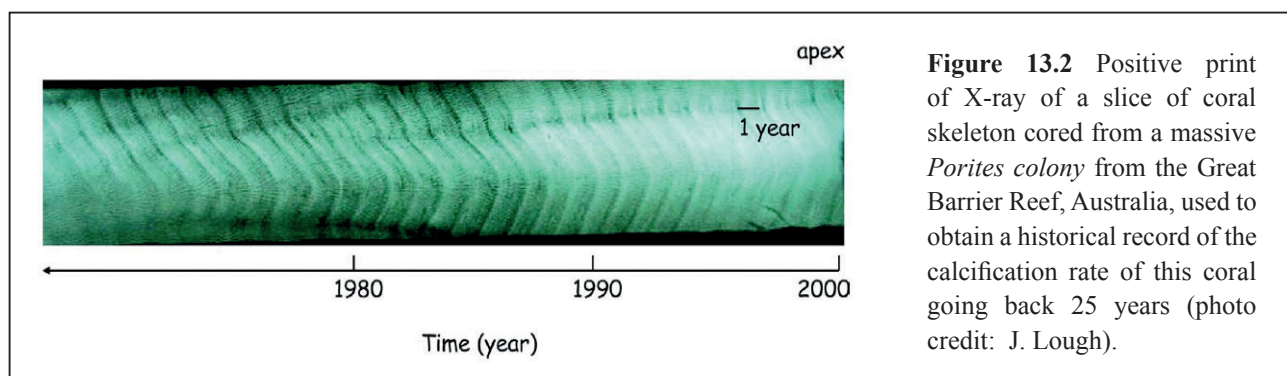 apex
1 year
1980 1990 2000
Time (year)
Figure 13.2 Positive print
of X-ray of a slice of coral
skeleton cored from a massive
Porites colony from the Great
Barrier Reef, Australia, used to
obtain a historical record of the
calcification rate of this coral
going back 25 years (photo
credit: J. Lough).